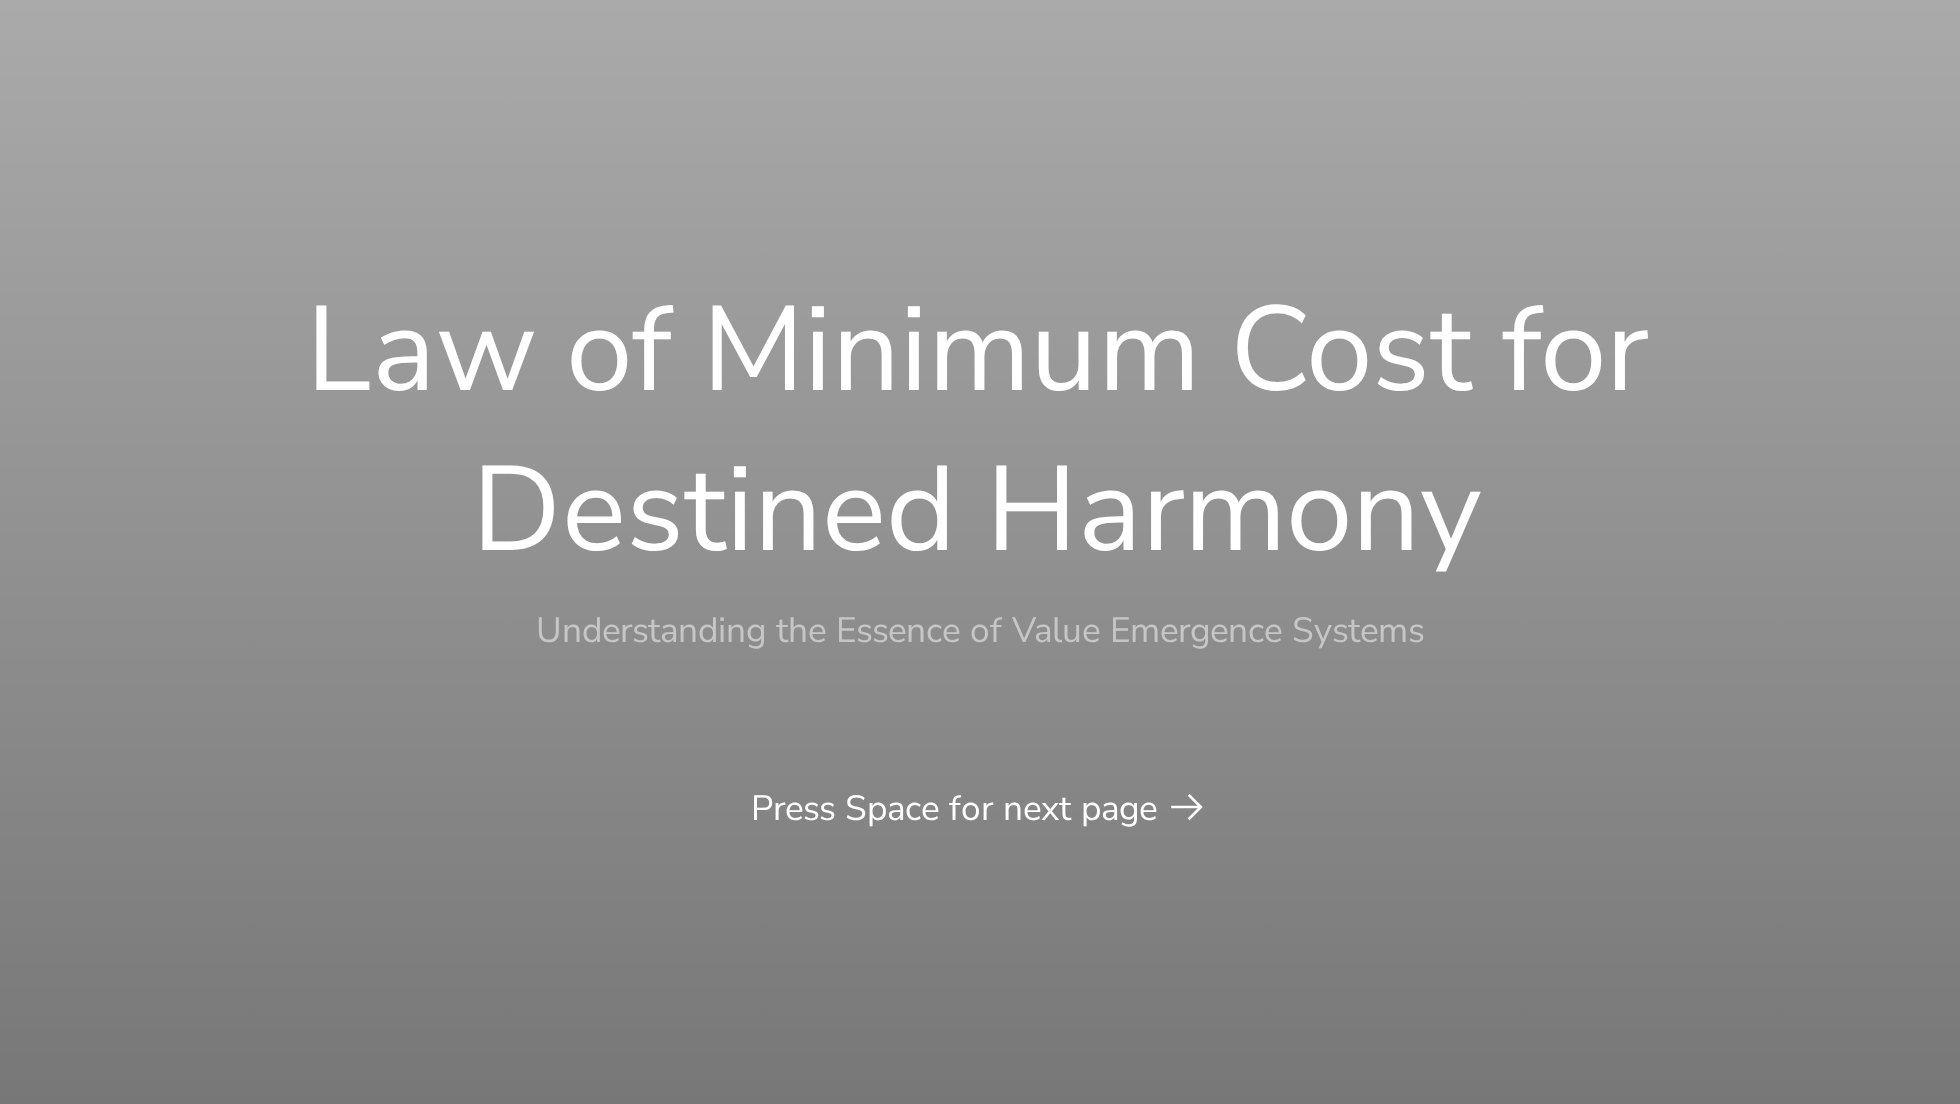 Law of Minimum Cost for
Destined Harmony
Understanding the Essence of Value Emergence Systems
Press Space for next page →